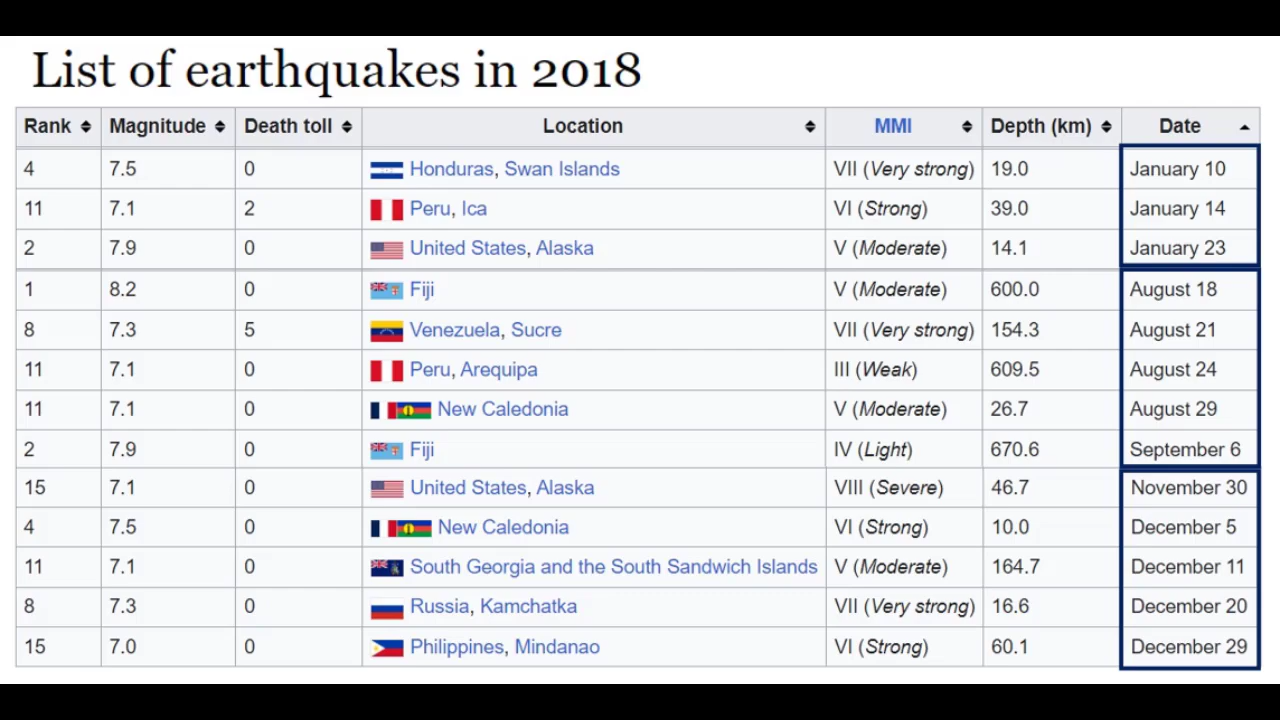 List of earthquakes in 2018
Rank Magnitude Death toll Location MMI Depth (km) Date
4 7.5 0 Honduras, Swan Islands VII (Very strong) 19.0 January 10
11 7.1 2 Peru, Ica VI (Strong) 39.0 January 14
2 7.9 0 United States, Alaska V (Moderate) 14.1 January 23
1 8.2 0 Fiji V (Moderate) 600.0 August 18
8 7.3 5 Venezuela, Sucre VII (Very strong) 154.3 August 21
11 7.1 0 Peru, Arequipa III (Weak) 609.5 August 24
11 7.1 0 New Caledonia V (Moderate) 26.7 August 29
2 7.9 0 Fiji IV (Light) 670.6 September 6
15 7.1 0 United States, Alaska VIII (Severe) 46.7 November 30
4 7.5 0 New Caledonia VI (Strong) 10.0 December 5
11 7.1 0 South Georgia and the South Sandwich Islands V (Moderate) 164.7 December 11
8 7.3 0 Russia, Kamchatka VII (Very strong) 16.6 December 20
15 7.0 0 Philippines, Mindanao VI (Strong) 60.1 December 29